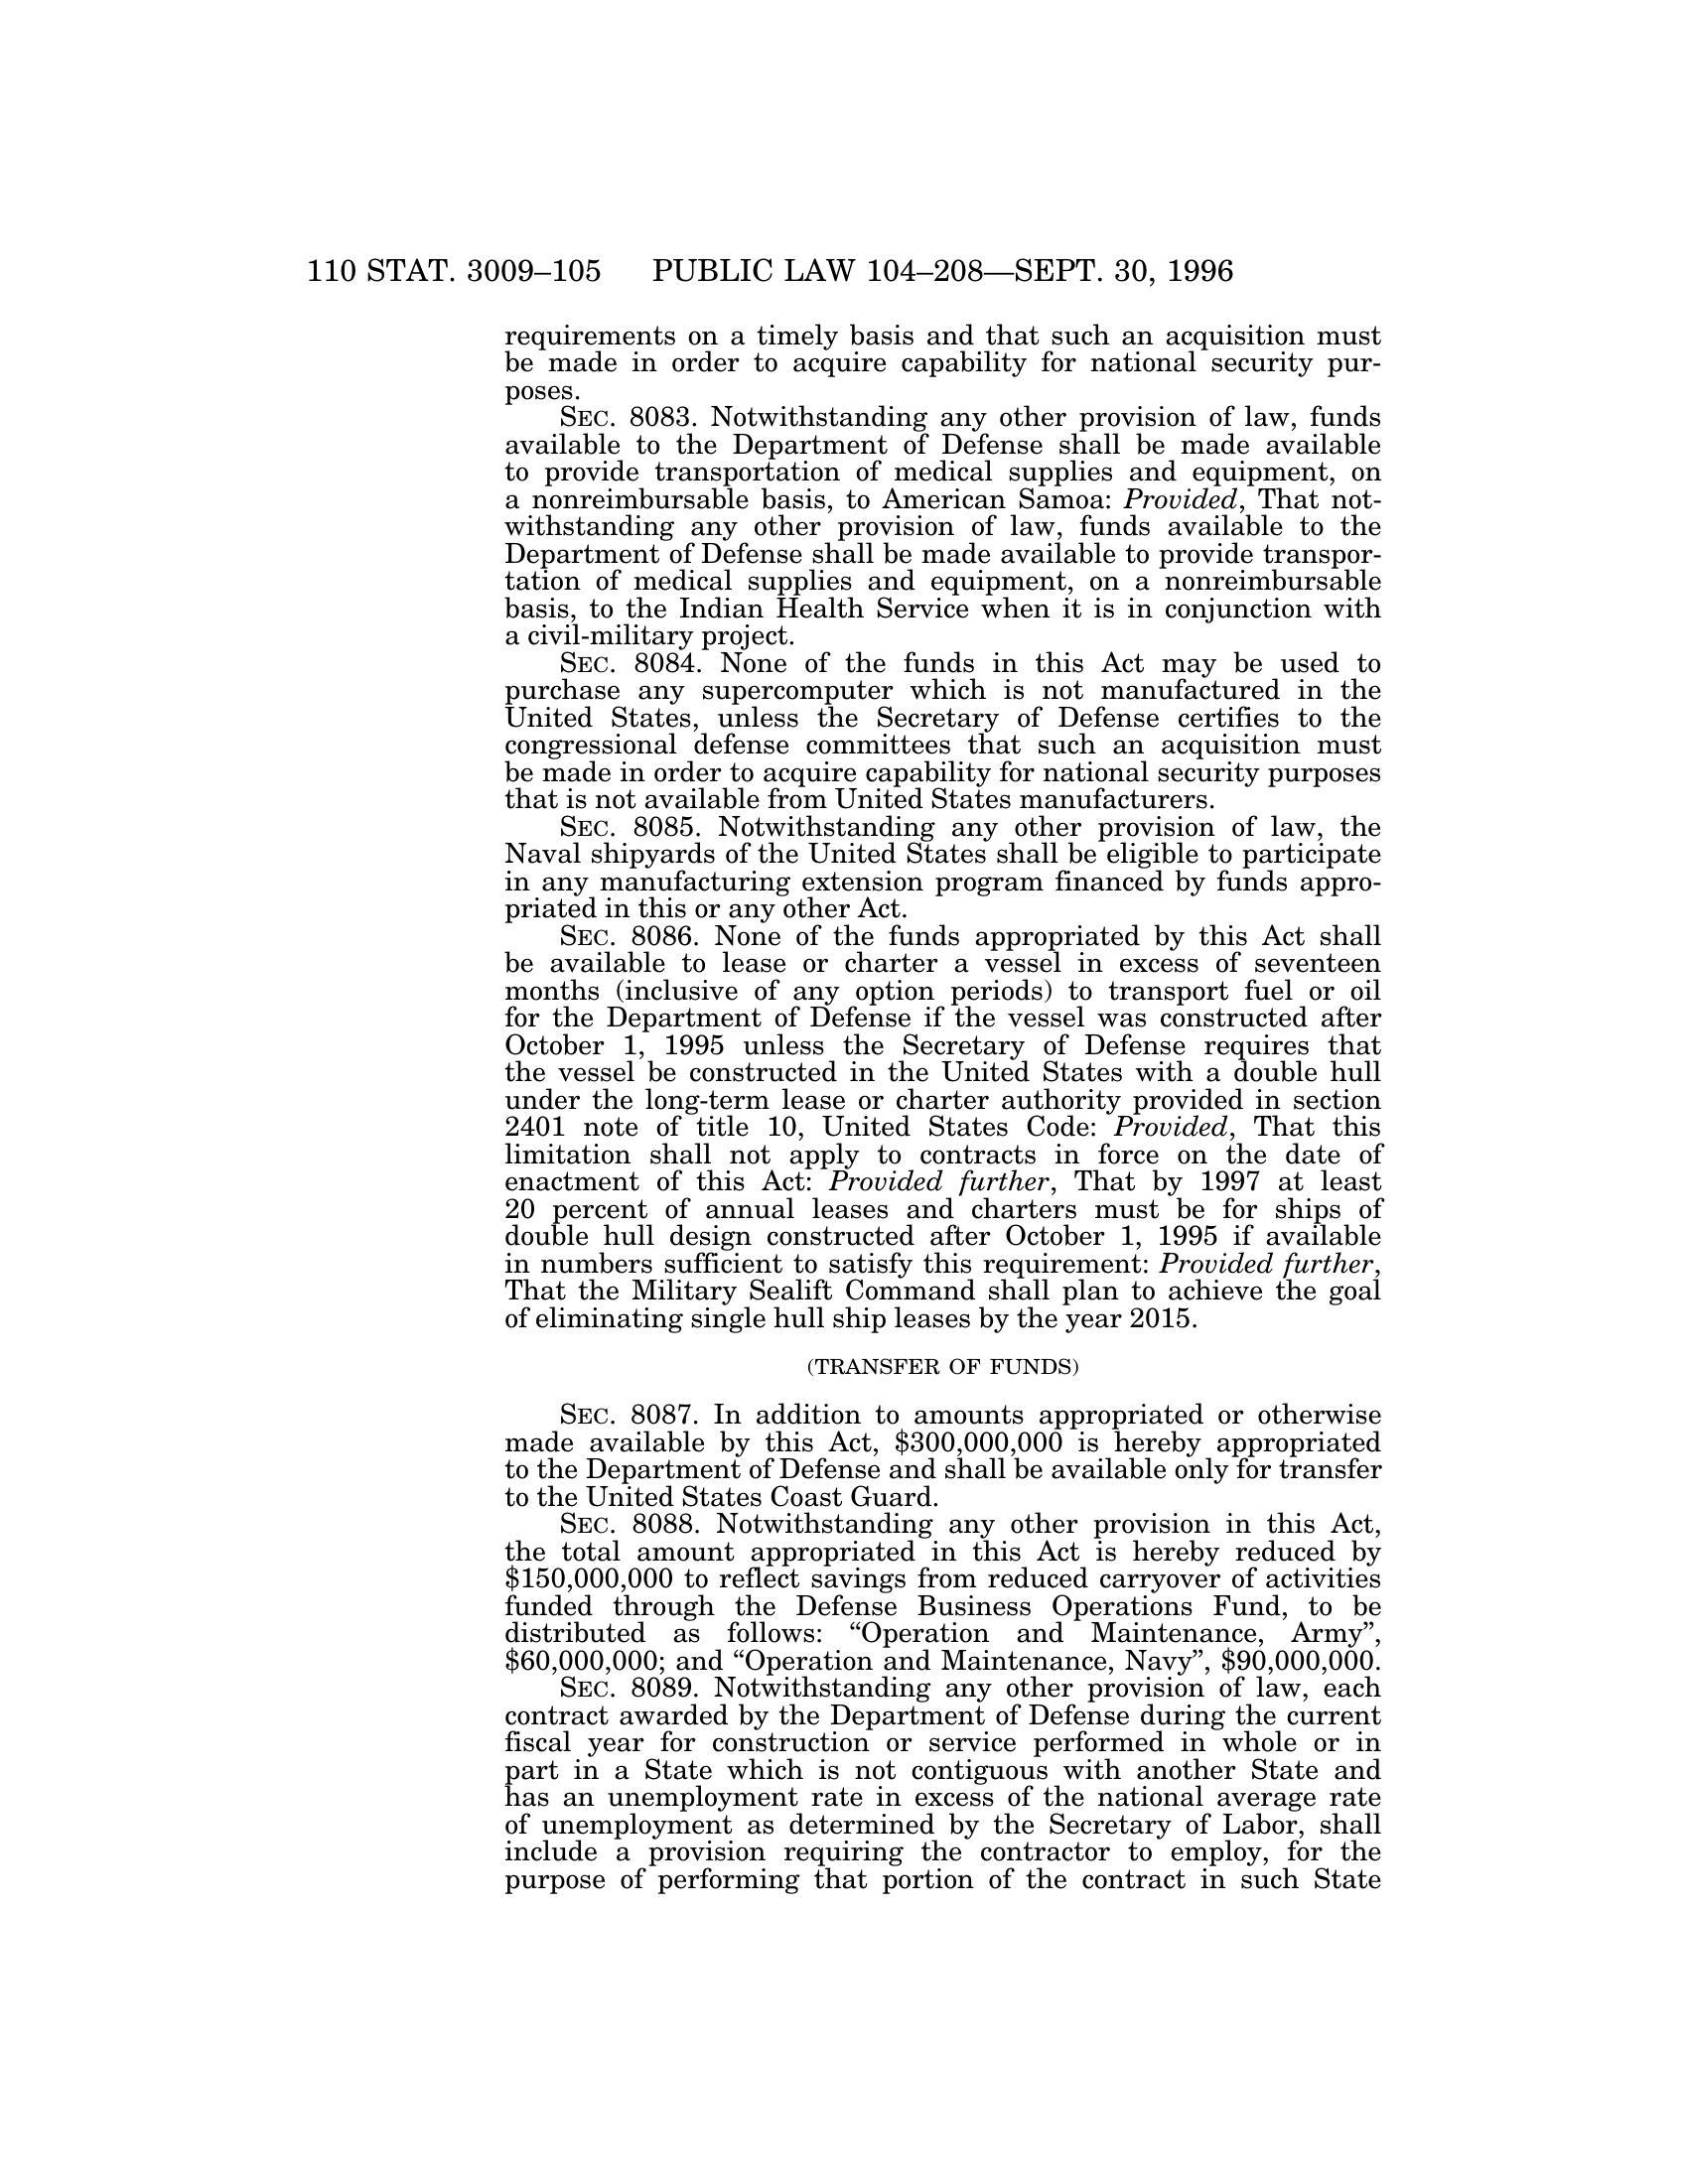 110 STAT. 3009–105 PUBLIC LAW 104–208—SEPT. 30, 1996
requirements on a timely basis and that such an acquisition must
be made in order to acquire capability for national security pur-
poses.
SEC. 8083. Notwithstanding any other provision of law, funds
available to the Department of Defense shall be made available
to provide transportation of medical supplies and equipment, on
a nonreimbursable basis, to American Samoa: Provided, That not-
withstanding any other provision of law, funds available to the
Department of Defense shall be made available to provide transpor-
tation of medical supplies and equipment, on a nonreimbursable
basis, to the Indian Health Service when it is in conjunction with
a civil-military project.
SEC. 8084. None of the funds in this Act may be used to
purchase any supercomputer which is not manufactured in the
United States, unless the Secretary of Defense certifies to the
congressional defense committees that such an acquisition must
be made in order to acquire capability for national security purposes
that is not available from United States manufacturers.
SEC. 8085. Notwithstanding any other provision of law, the
Naval shipyards of the United States shall be eligible to participate
in any manufacturing extension program financed by funds appro-
priated in this or any other Act.
SEC. 8086. None of the funds appropriated by this Act shall
be available to lease or charter a vessel in excess of seventeen
months (inclusive of any option periods) to transport fuel or oil
for the Department of Defense if the vessel was constructed after
October 1, 1995 unless the Secretary of Defense requires that
the vessel be constructed in the United States with a double hull
under the long-term lease or charter authority provided in section
2401 note of title 10, United States Code: Provided, That this
limitation shall not apply to contracts in force on the date of
enactment of this Act: Provided further, That by 1997 at least
20 percent of annual leases and charters must be for ships of
double hull design constructed after October 1, 1995 if available
in numbers sufficient to satisfy this requirement: Provided further,
That the Military Sealift Command shall plan to achieve the goal
of eliminating single hull ship leases by the year 2015.
(TRANSFER OF FUNDS)
SEC. 8087. In addition to amounts appropriated or otherwise
made available by this Act, $300,000,000 is hereby appropriated
to the Department of Defense and shall be available only for transfer
to the United States Coast Guard.
SEC. 8088. Notwithstanding any other provision in this Act,
the total amount appropriated in this Act is hereby reduced by
$150,000,000 to reflect savings from reduced carryover of activities
funded through the Defense Business Operations Fund, to be
distributed as follows: “Operation and Maintenance, Army”,
$60,000,000; and “Operation and Maintenance, Navy”, $90,000,000.
SEC. 8089. Notwithstanding any other provision of law, each
contract awarded by the Department of Defense during the current
fiscal year for construction or service performed in whole or in
part in a State which is not contiguous with another State and
has an unemployment rate in excess of the national average rate
of unemployment as determined by the Secretary of Labor, shall
include a provision requiring the contractor to employ, for the
purpose of performing that portion of the contract in such State